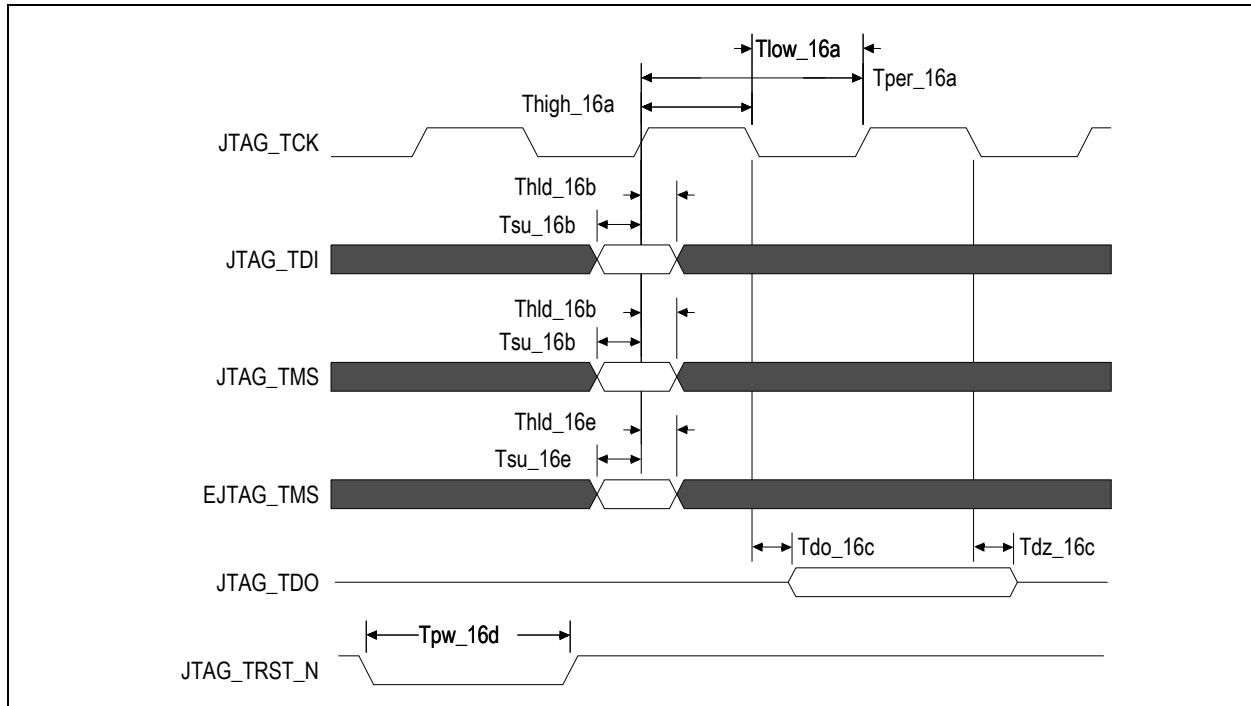 Tlow_16a
Tper_16a
Thigh_16a
JTAG_TCK
Thld_16b
Tsu_16b
JTAG_TDI
Thld_16b
Tsu_16b
JTAG_TMS
Thld_16e
Tsu_16e
EJTAG_TMS
Tdo_16c
Tdz_16c
JTAG_TDO
Tpw_16d
JTAG_TRST_N